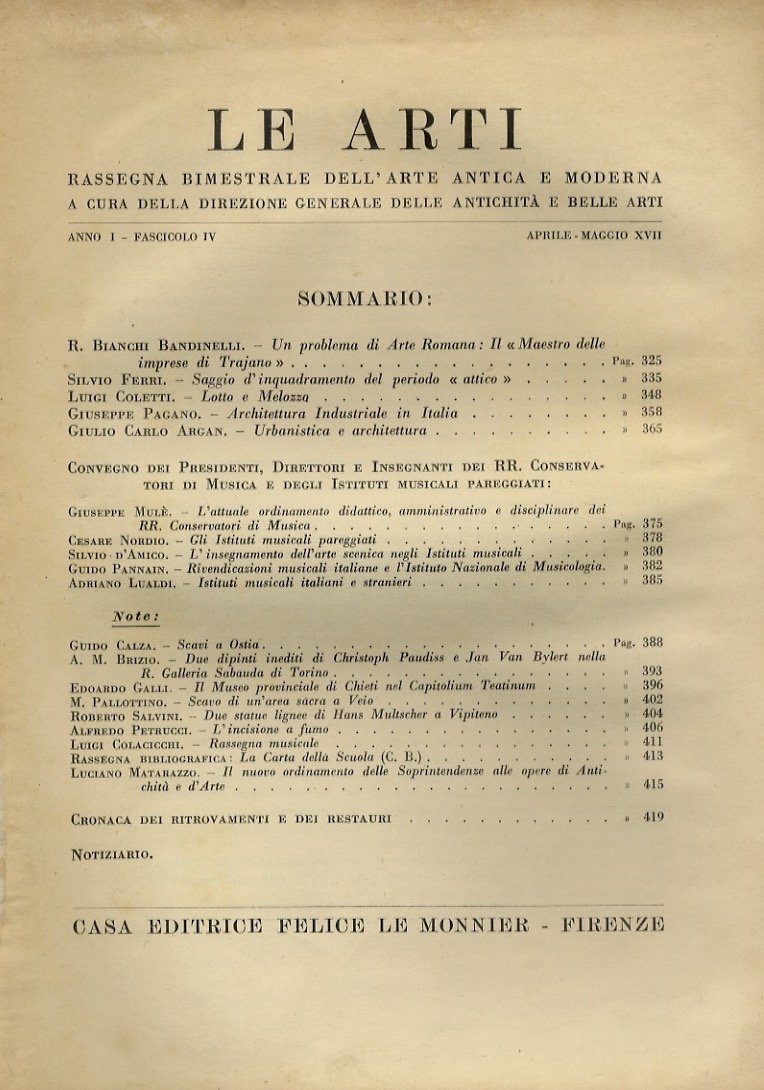 LE ARTI
RASSEGNA BIMESTRALE DELL'ARTE ANTICA E MODERNA
A CURA DELLA DIREZIONE GENERALE DELLE ANTICHITÀ E BELLE ARTI
ANNO I – FASCICOLO IV APRILE - MAGGIO XVII
SOMMARIO:
R. BIANCHI BANDINELLI. – Un problema di Arte Romana: Il « Maestro delle
imprese di Trajano » . . . . . . . . . . . . . . . . . Pag. 325
SILVIO FERRI. – Saggio d'inquadramento del periodo « attico » . . . . . » 335
LUIGI COLETTI. – Lotto e Melozzo . . . . . . . . . . . . . . » 348
GIUSEPPE PAGANO. – Architettura Industriale in Italia . . . . . . . . » 358
GIULIO CARLO ARGAN. – Urbanistica e architettura . . . . . . . . . . » 365
CONVEGNO DEI PRESIDENTI, DIRETTORI E INSEGNANTI DEI RR. CONSERVA-
TORI DI MUSICA E DEGLI ISTITUTI MUSICALI PAREGGIATI:
GIUSEPPE MULÈ. – L'attuale ordinamento didattico, amministrativo e disciplinare dei
RR. Conservatori di Musica . . . . . . . . . . . . . . . . Pag. 375
CESARE NORDIO. – Gli Istituti musicali pareggiati . . . . . . . . . . . » 378
SILVIO D'AMICO. – L'insegnamento dell'arte scenica negli Istituti musicali . . . . . » 380
GUIDO PANNAIN. – Rivendicazioni musicali italiane e l'Istituto Nazionale di Musicologia. » 382
ADRIANO LUALDI. – Istituti musicali italiani e stranieri . . . . . . . . . . . » 385
Note:
GUIDO CALZA. – Scavi a Ostia . . . . . . . . . . . . . . . . . . . Pag. 388
A. M. BRIZIO. – Due dipinti inediti di Christoph Paudiss e Jan Van Bylert nella
R. Galleria Sabauda di Torino . . . . . . . . . . . . . . . » 393
EDOARDO GALLI. – Il Museo provinciale di Chieti nel Capitolium Teatinum . . . . » 396
M. PALLOTTINO. – Scavo di un'area sacra a Veio . . . . . . . . . . . . . » 402
ROBERTO SALVINI. – Due statue lignee di Hans Multscher a Vipiteno . . . . . . » 404
ALFREDO PETRUCCI. – L'incisione a fumo . . . . . . . . . . . . . . . » 406
LUIGI COLACICCHI. – Rassegna musicale . . . . . . . . . . . . . . . » 411
RASSEGNA BIBLIOGRAFICA: La Carta della Scuola (C. B.) . . . . . . . . . . » 413
LUCIANO MATARAZZO. – Il nuovo ordinamento delle Soprintendenze alle opere di Anti-
chità e d'Arte . . . . . . . . . . . . . . . . . . . . . » 415
CRONACA DEI RITROVAMENTI E DEI RESTAURI . . . . . . . . . . . » 419
NOTIZIARIO.
CASA EDITRICE FELICE LE MONNIER - FIRENZE